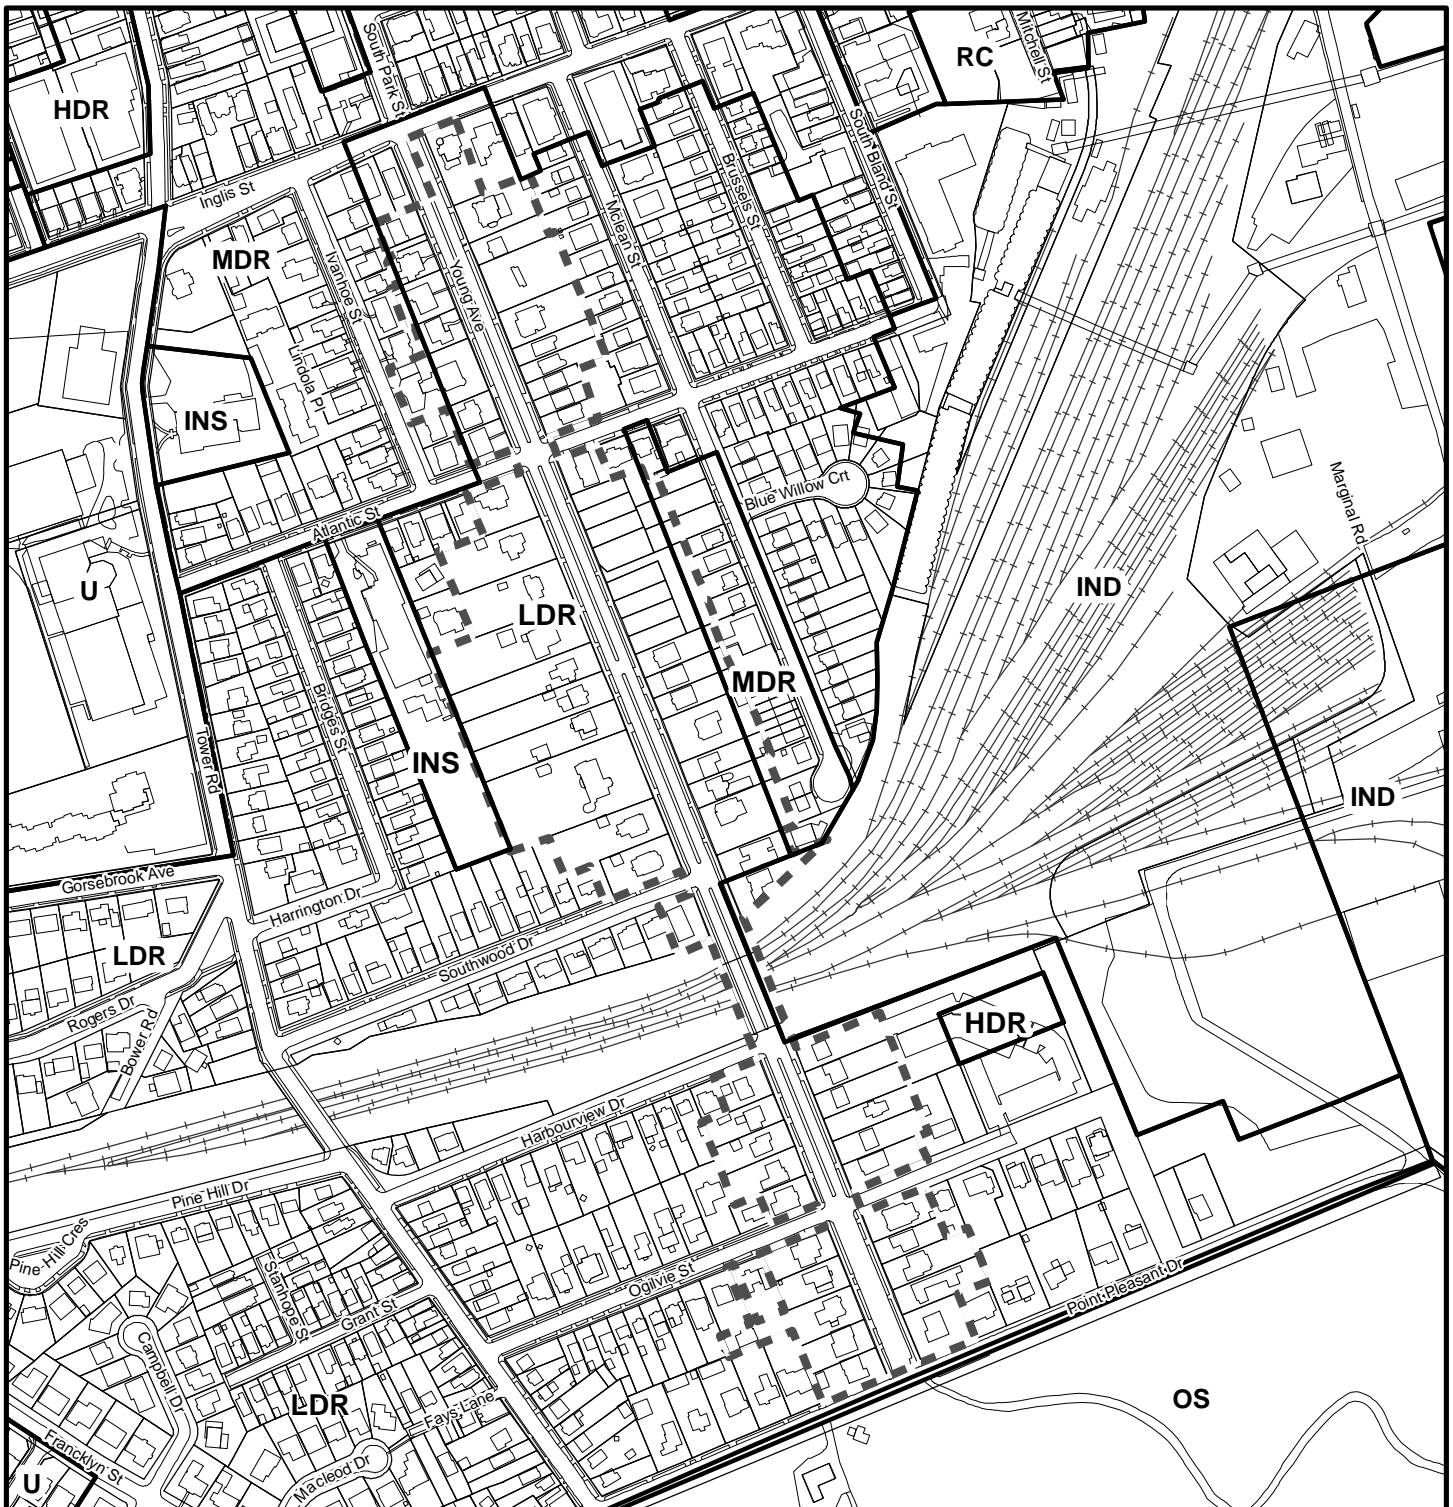 South Park St
Mitchell St
RC
HDR
South Bland St
Brussels St
Inglis St
Mclean St
MDR
Ivanhoe St
Young Ave
Lindola Pl
INS
Blue Willow Crt
Marginal Rd
Atlantic St
U
IND
LDR
MDR
Bridges St
Tower Rd
INS
IND
Gorsebrook Ave
Harrington Dr
LDR
Southwood Dr
Rogers Dr
Bower Rd
HDR
Harbourview Dr
Pine Hill Dr
Pine Hill Cres
Stanhope St
Ogilvie St
Grant St
Point Pleasant Dr
Campbell Dr
LDR
Fays Lane
OS
Francklyn St
Macleod Dr
U